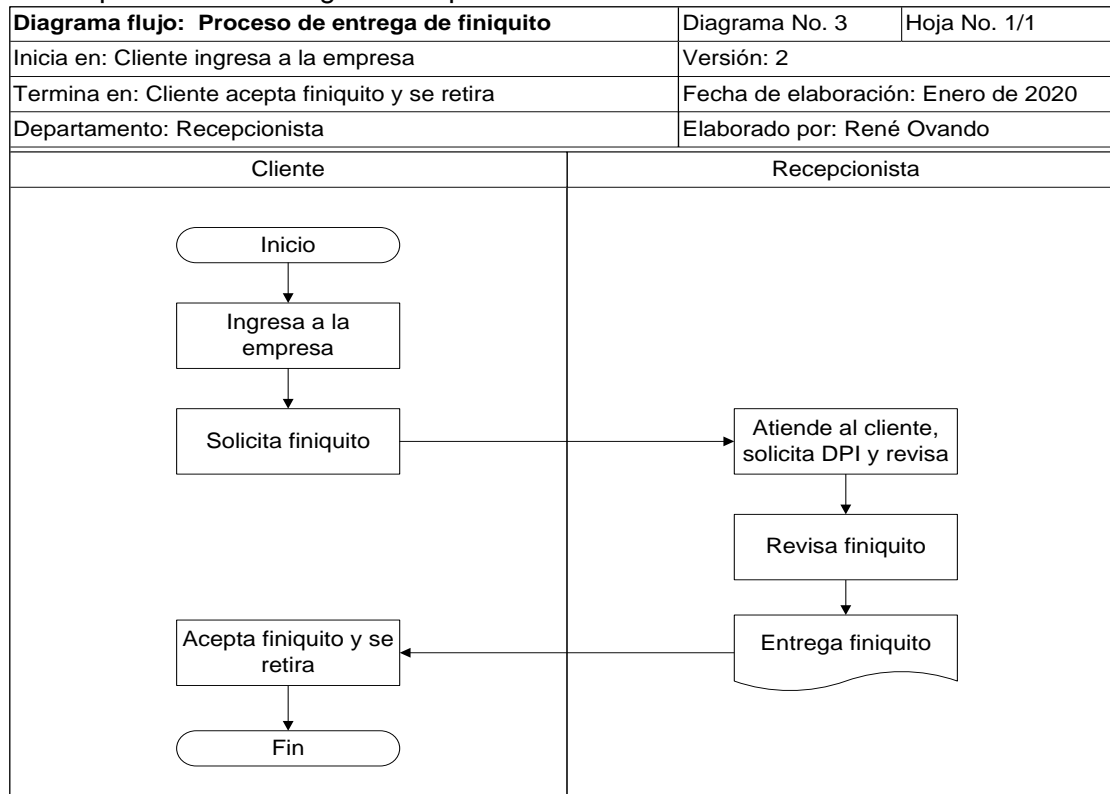 Diagrama flujo: Proceso de entrega de finiquito
Diagrama No. 3
Hoja No. 1/1
Inicia en: Cliente ingresa a la empresa
Versión: 2
Termina en: Cliente acepta finiquito y se retira
Fecha de elaboración: Enero de 2020
Departamento: Recepcionista
Elaborado por: René Ovando
Cliente
Recepcionista
Inicio
Ingresa a la
empresa
Solicita finiquito
Atiende al cliente,
solicita DPI y revisa
Revisa finiquito
Entrega finiquito
Acepta finiquito y se
retira
Fin